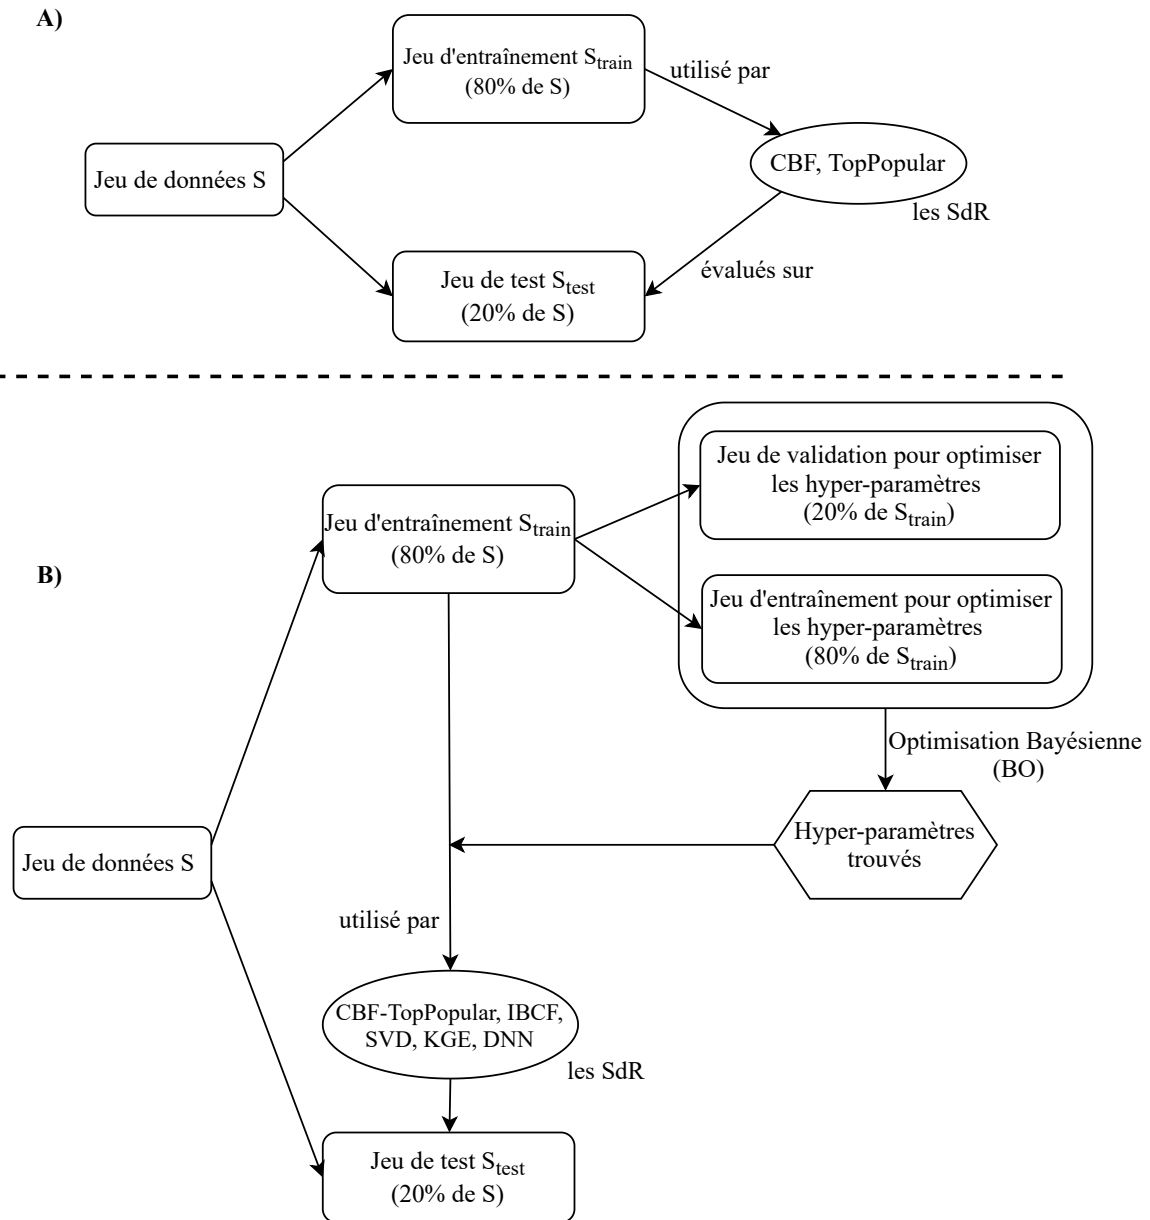 A)
Jeu d'entraînement Strain
(80% de S)
utilisé par
Jeu de données S
CBF, TopPopular
les SdR
Jeu de test Stest
(20% de S)
évalués sur
B)
Jeu de validation pour optimiser
les hyper-paramètres
(20% de Strain)
Jeu d'entraînement Strain
(80% de S)
Jeu d'entraînement pour optimiser
les hyper-paramètres
(80% de Strain)
Optimisation Bayésienne
(BO)
Hyper-paramètres
trouvés
Jeu de données S
utilisé par
CBF-TopPopular, IBCF,
SVD, KGE, DNN
les SdR
Jeu de test Stest
(20% de S)